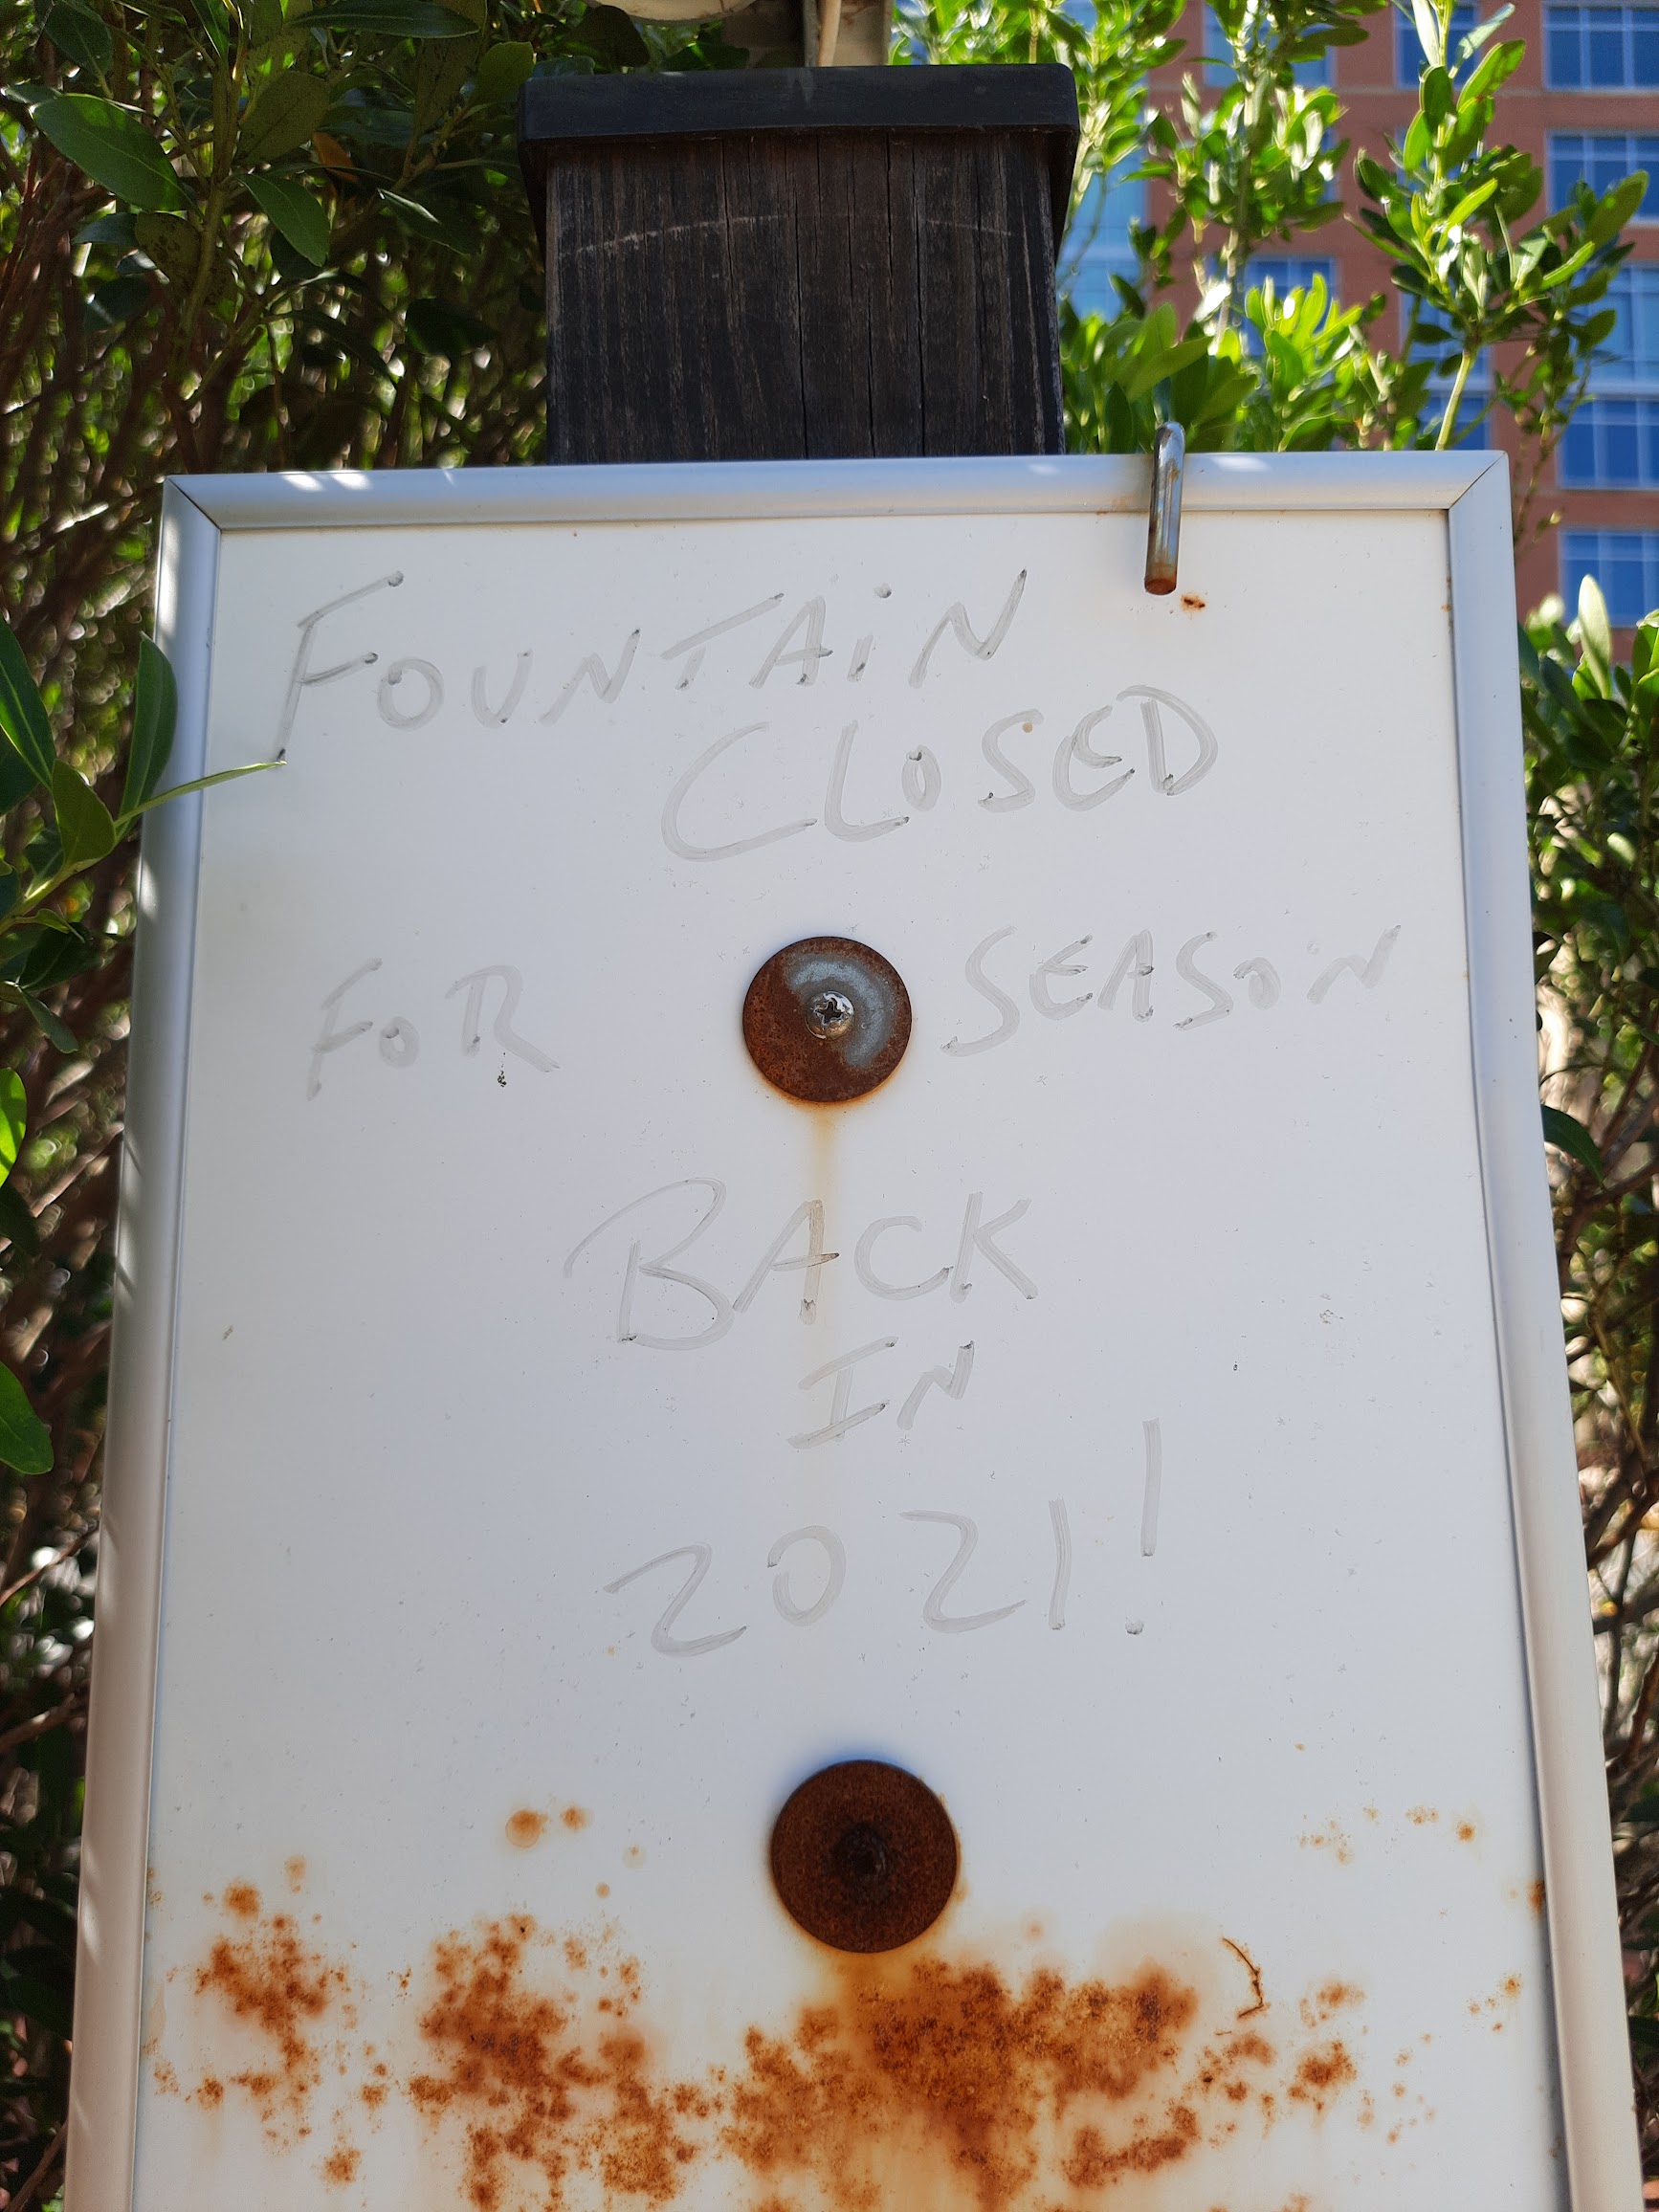 FOUNTAIN
CLOSED
FOR SEASON
BACK
IN
2021!